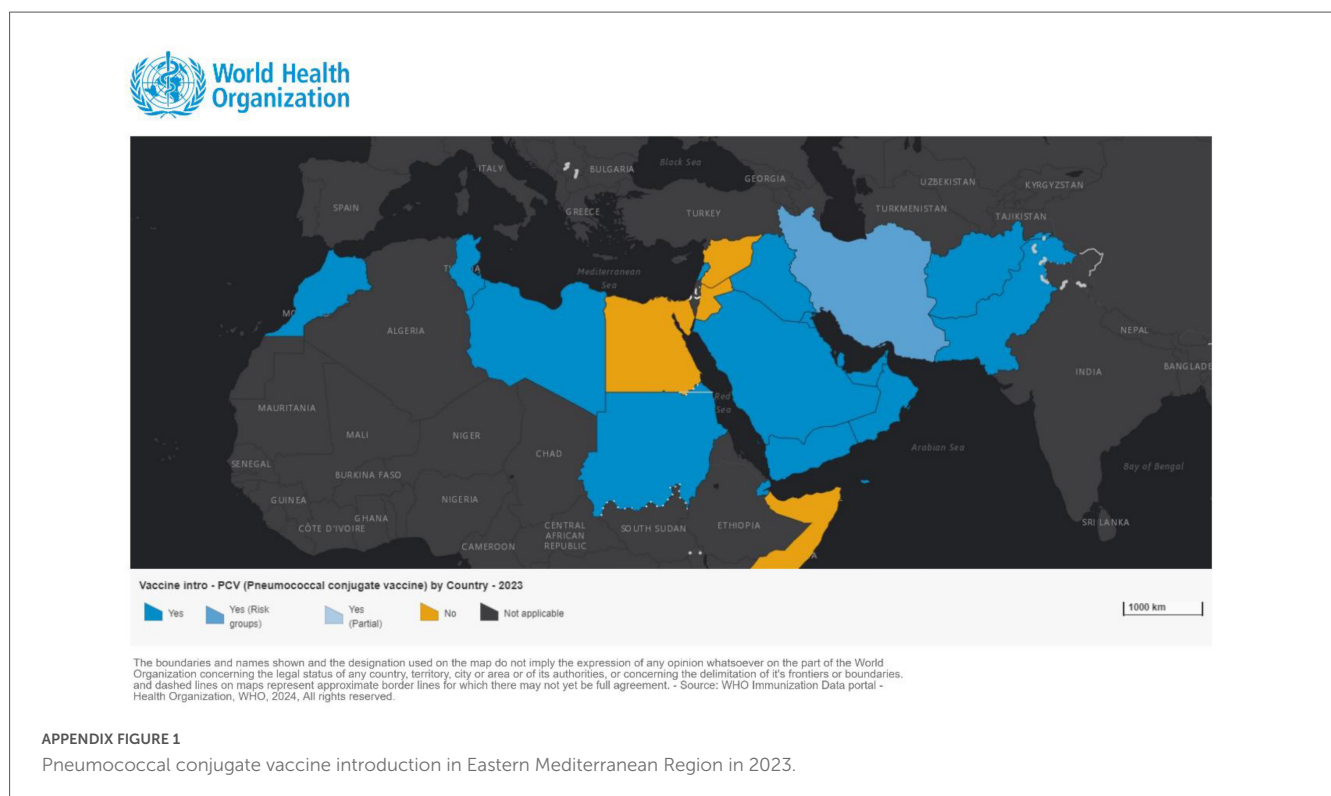 World Health
Organization
ITALY
BULGARIA
Black Sea
GEORGIA
UZBEKISTAN
KYRGYZSTAN
SPAIN
GREECE
TURKEY
TURKMENISTAN
TAJIKISTAN
Mediterranean
Sea
ALGERIA
NEPAL
INDIA
BANGLADE
MAURITANIA
Red
Sea
MALI
NIGER
CHAD
Arabian Sea
SENEGAL
BURKINA FASO
Bay of Bengal
GUINEA
NIGERIA
GHANA
CÔTE D'IVOIRE
CENTRAL
AFRICAN
REPUBLIC
SOUTH SUDAN
ETHIOPIA
SRI LANKA
CAMEROON
A
Vaccine intro - PCV (Pneumococcal conjugate vaccine) by Country - 2023
Yes
Yes (Risk
groups)
Yes
(Partial)
No
Not applicable
1000 km
The boundaries and names shown and the designation used on the map do not imply the expression of any opinion whatsoever on the part of the World
Organization concerning the legal status of any country, territory, city or area or of its authorities, or concerning the delimitation of it's frontiers or boundaries.
and dashed lines on maps represent approximate border lines for which there may not yet be full agreement. - Source: WHO Immunization Data portal -
Health Organization, WHO, 2024, All rights reserved.
APPENDIX FIGURE 1
Pneumococcal conjugate vaccine introduction in Eastern Mediterranean Region in 2023.